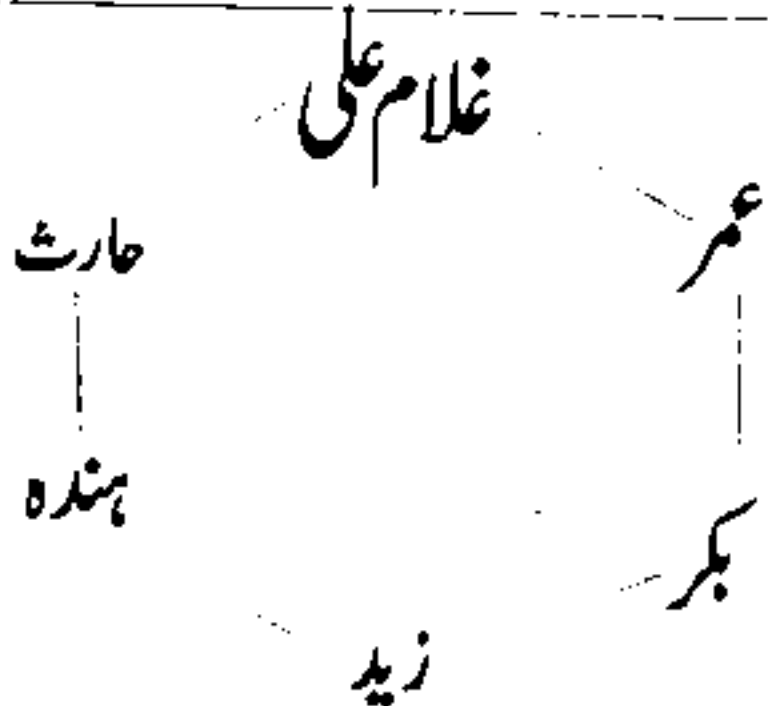 غلام علی
عمر
حارث
بکر
ہندہ
زید